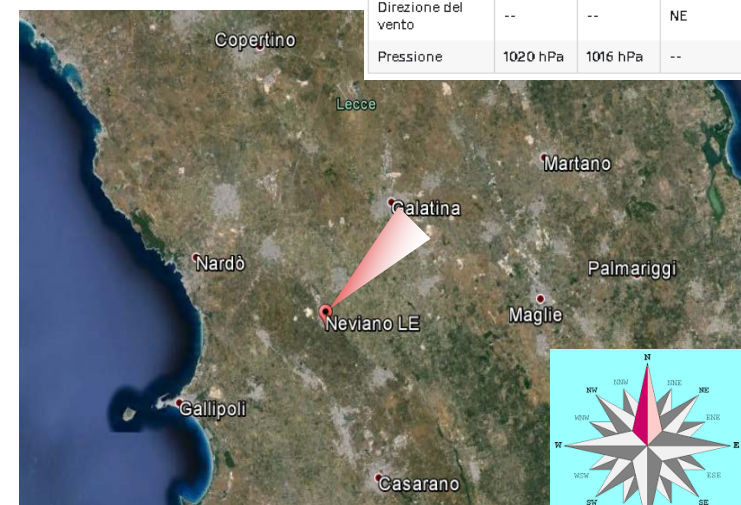 Direzione del
vento
--
--
NE
Pressione
1020 hPa
1016 hPa
--
Copertino
Lecce
Martano
Galatina
Nardò
Palmariggi
Neviano LE
Maglie
Gallipoli
Casarano
N
NNW
NNE
NW
NE
WNW
ENE
W
E
WSW
ESE
SW
SE